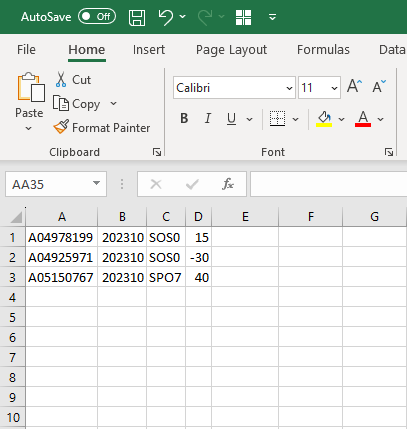 AutoSave Off
File Home Insert Page Layout Formulas Data
Paste
Cut
Copy
Format Painter
Calibri 11 A A
B I U A
Clipboard Font
AA35 fx
A B C D E F G
1 A04978199 202310 SOS0 15
2 A04925971 202310 SOS0 -30
3 A05150767 202310 SPO7 40
4
5
6
7
8
9
10